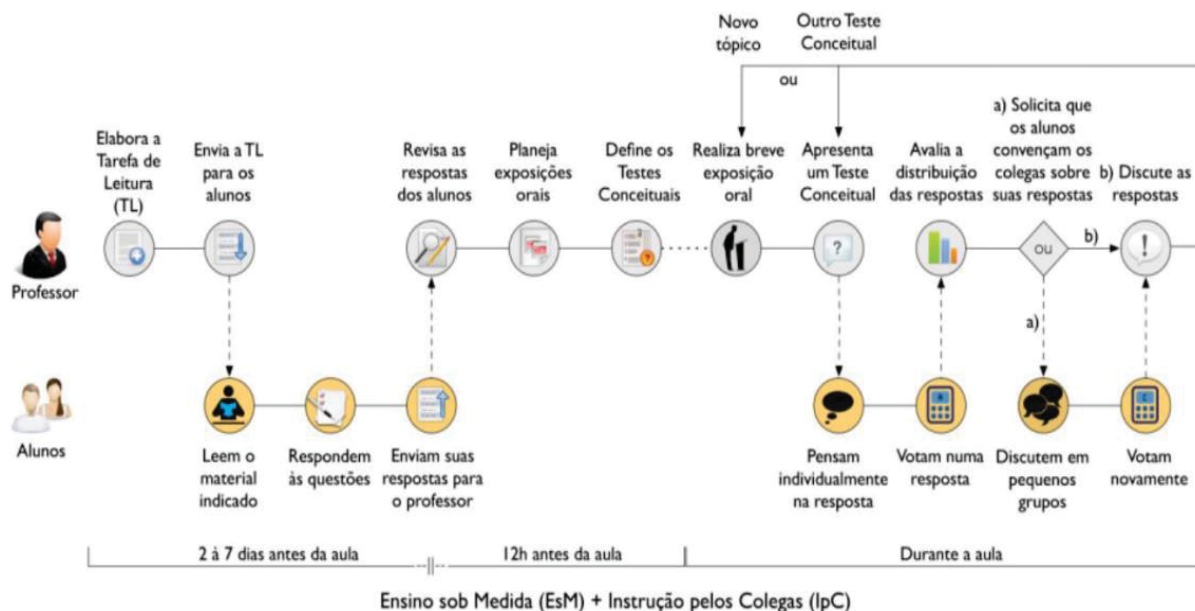 Novo
tópico
Outro Teste
Conceitual
ou
Elabora a
Tarefa de
Leitura
(TL)
Envia a TL
para os
alunos
Revisa as
respostas
dos alunos
Planeja
exposições
orais
Define os
Testes
Conceituais
Realiza breve
exposição
oral
Apresenta
um Teste
Conceitual
Avalia a
distribuição
das respostas
a) Solicita que
os alunos
convençam os
colegas sobre
suas respostas
b) Discute as
respostas
?
ou
b)
!
Professor
a)
Alunos
Leem o
material
indicado
Respondem
às questões
Enviam suas
respostas para
o professor
Pensam
individualmente
na resposta
Votam numa
resposta
Discutem em
pequenos
grupos
Votam
novamente
2 à 7 dias antes da aula
12h antes da aula
Durante a aula
Ensino sob Medida (EsM) + Instrução pelos Colegas (IpC)